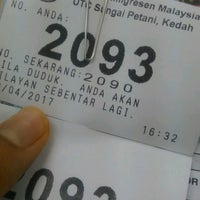 Imigresen Malaysia
UTC Sungai Petani, Kedah
NO. ANDA:
2093
NO. SEKARANG: 2090
SILA DUDUK. ANDA AKAN
DILAYAN SEBENTAR LAGI.
/04/2017
16:32
2093